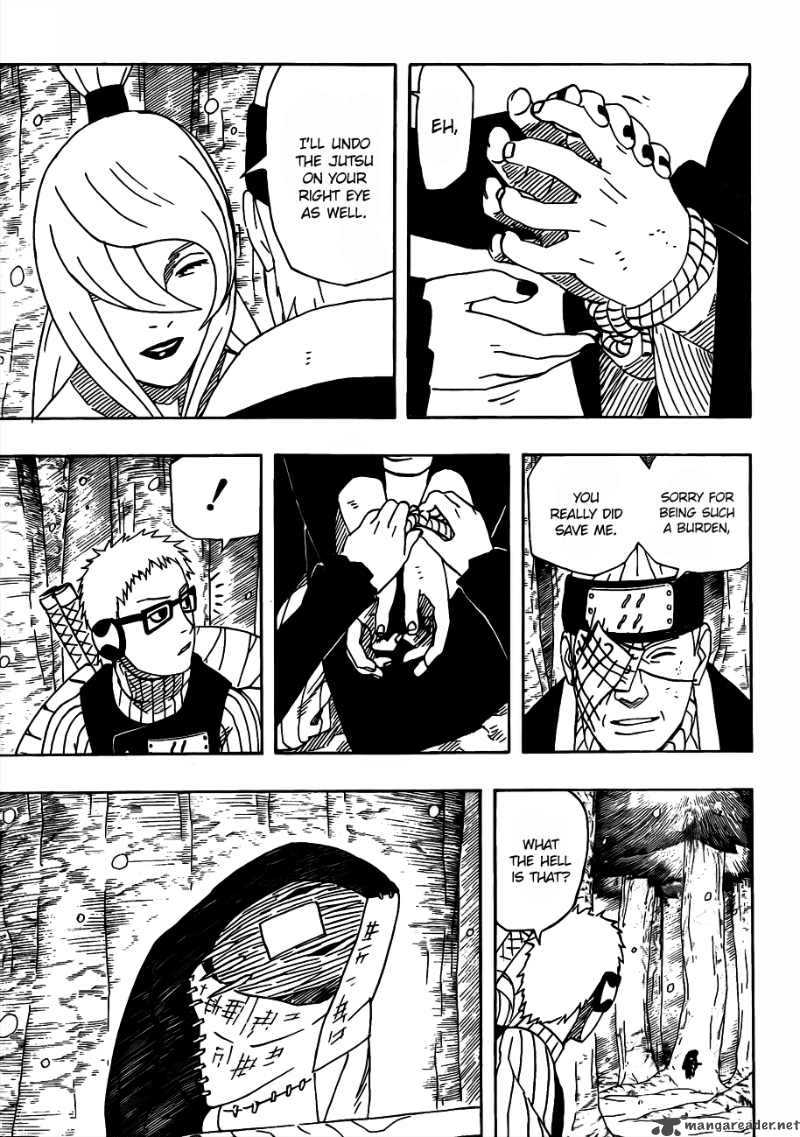 EH,
I'LL UNDO
THE JUTSU
ON YOUR
RIGHT EYE
AS WELL.
SORRY FOR
BEING SUCH
A BURDEN,
YOU
REALLY DID
SAVE ME.
!
WHAT
THE HELL
IS THAT?
mangareader.net